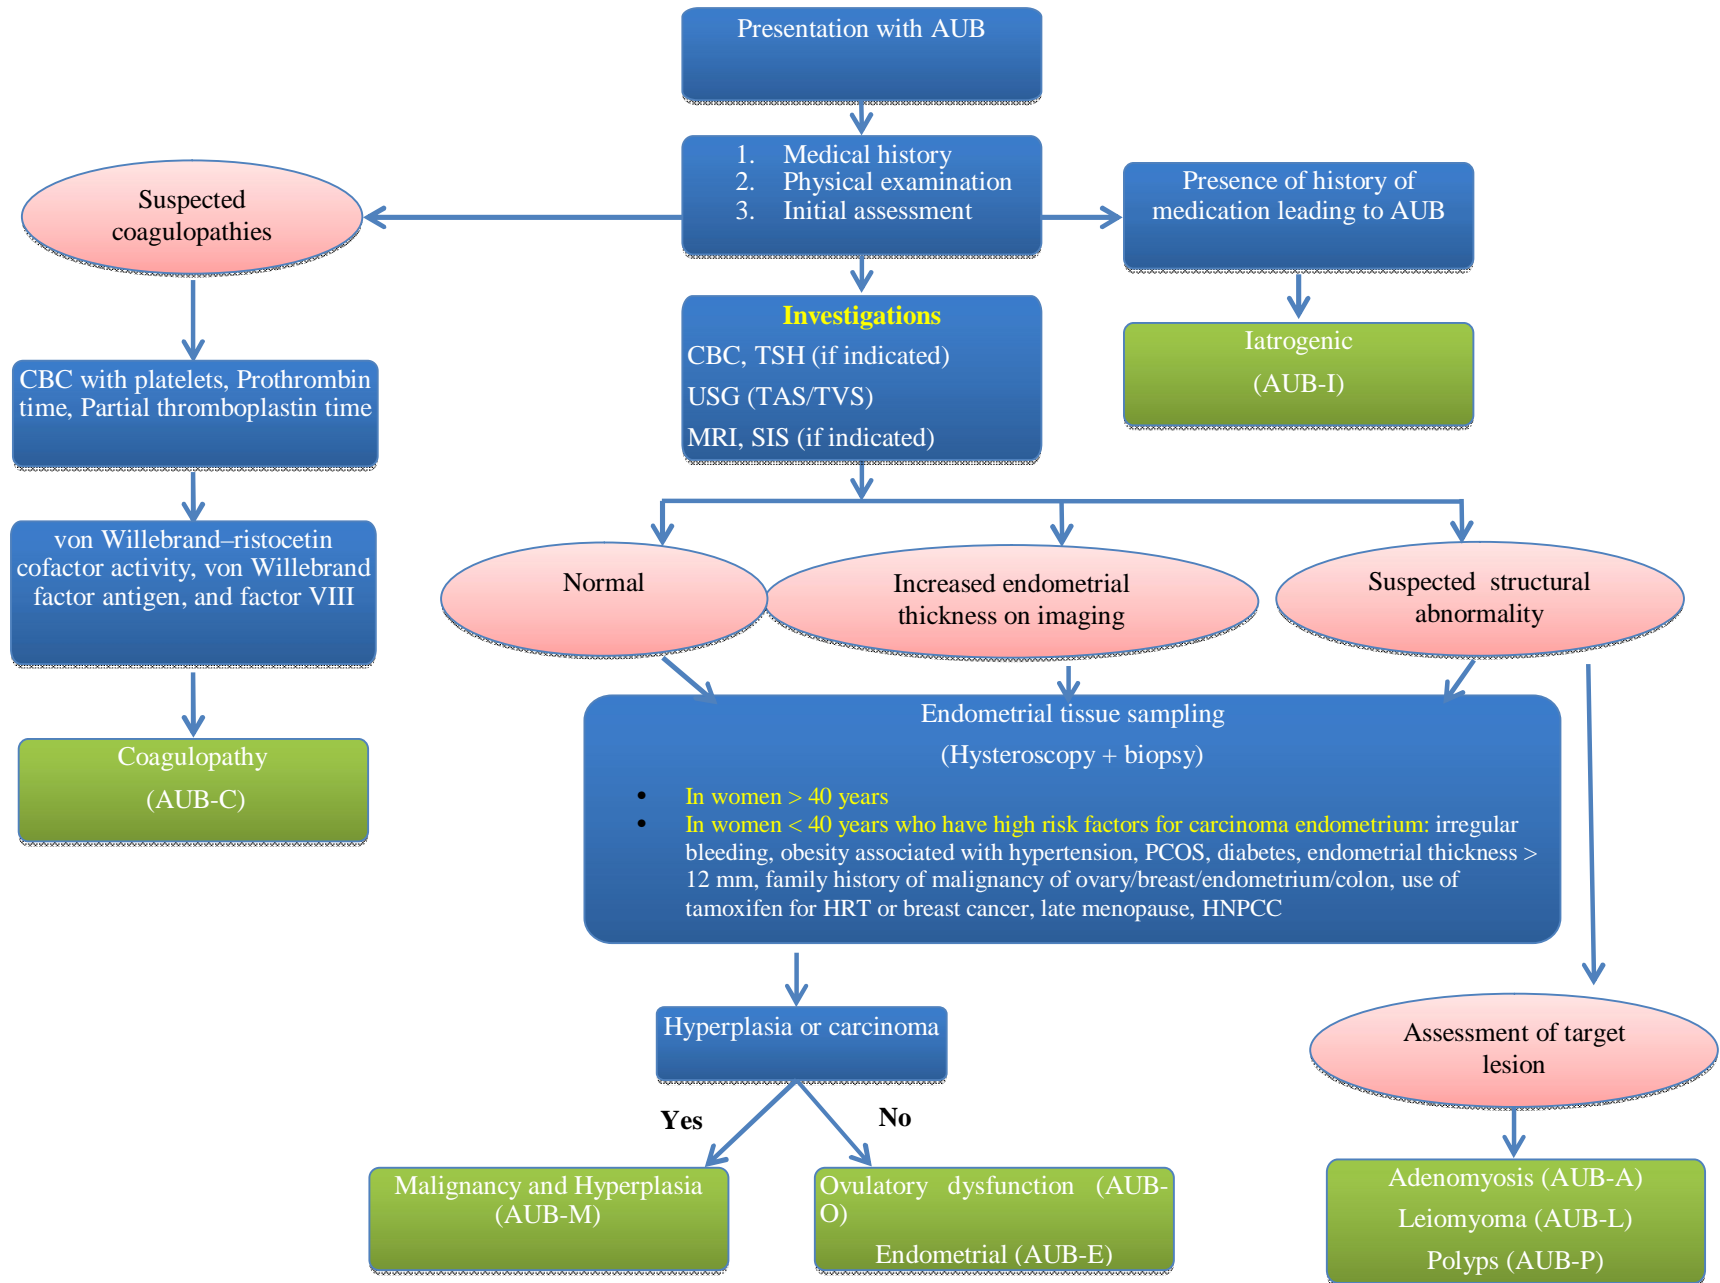 Presentation with AUB
1. Medical history
2. Physical examination
3. Initial assessment
Presence of history of
medication leading to AUB
Suspected
coagulopathies
Investigations
CBC, TSH (if indicated)
USG (TAS/TVS)
MRI, SIS (if indicated)
Iatrogenic
(AUB-I)
CBC with platelets, Prothrombin
time, Partial thromboplastin time
von Willebrand–ristocetin
cofactor activity, von Willebrand
factor antigen, and factor VIII
Coagulopathy
(AUB-C)
Normal
Increased endometrial
thickness on imaging
Suspected structural
abnormality
Endometrial tissue sampling
(Hysteroscopy + biopsy)
• In women > 40 years
• In women < 40 years who have high risk factors for carcinoma endometrium: irregular
bleeding, obesity associated with hypertension, PCOS, diabetes, endometrial thickness >
12 mm, family history of malignancy of ovary/breast/endometrium/colon, use of
tamoxifen for HRT or breast cancer, late menopause, HNPCC
Hyperplasia or carcinoma
Assessment of target
lesion
Yes
No
Malignancy and Hyperplasia
(AUB-M)
Ovulatory dysfunction (AUB-
O)
Endometrial (AUB-E)
Adenomyosis (AUB-A)
Leiomyoma (AUB-L)
Polyps (AUB-P)